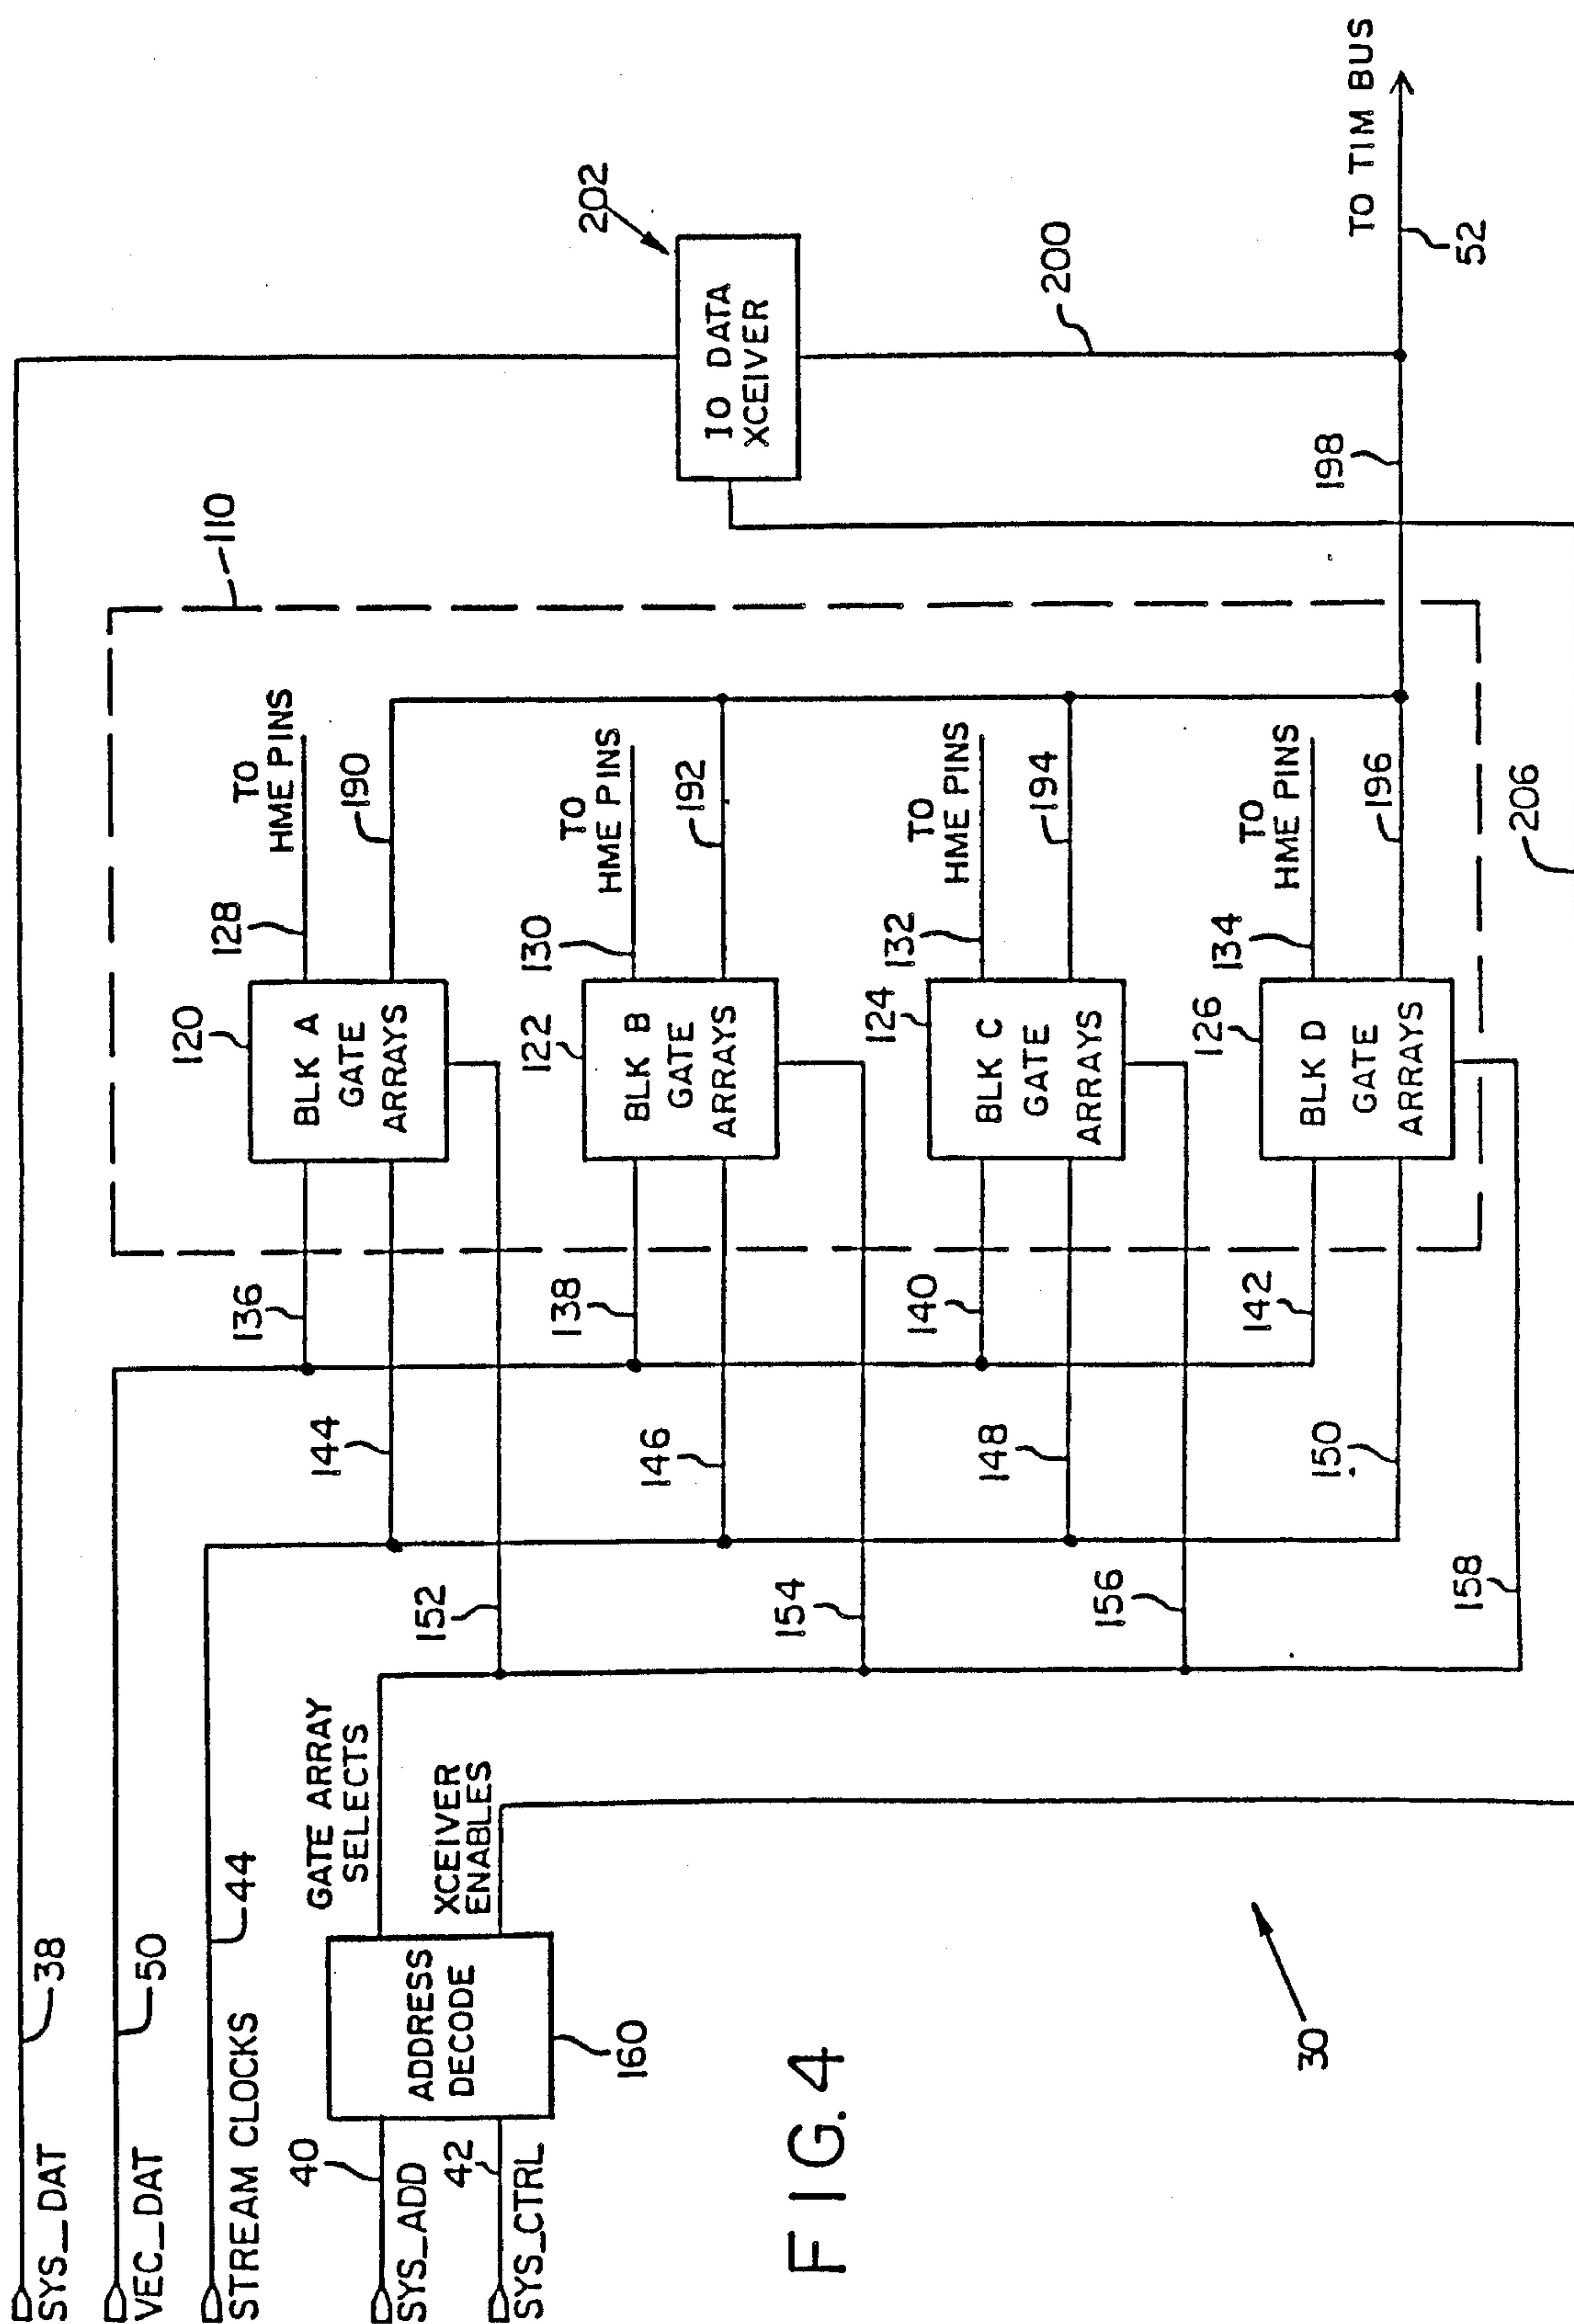 SYS_DAT
38
VEC_DAT
50
STREAM CLOCKS
44
SYS_ADD
40
SYS_CTRL
42
ADDRESS
DECODE
160
GATE ARRAY
SELECTS
XCEIVER
ENABLES
152
154
156
158
144
146
148
150
136
138
140
142
110
120
BLK A
GATE
ARRAYS
128
TO
HME PINS
190
122
BLK B
GATE
ARRAYS
130
TO
HME PINS
192
124
BLK C
GATE
ARRAYS
132
TO
HME PINS
194
126
BLK D
GATE
ARRAYS
134
TO
HME PINS
196
206
198
200
202
IO DATA
XCEIVER
TO TIM BUS
52
30
FIG. 4